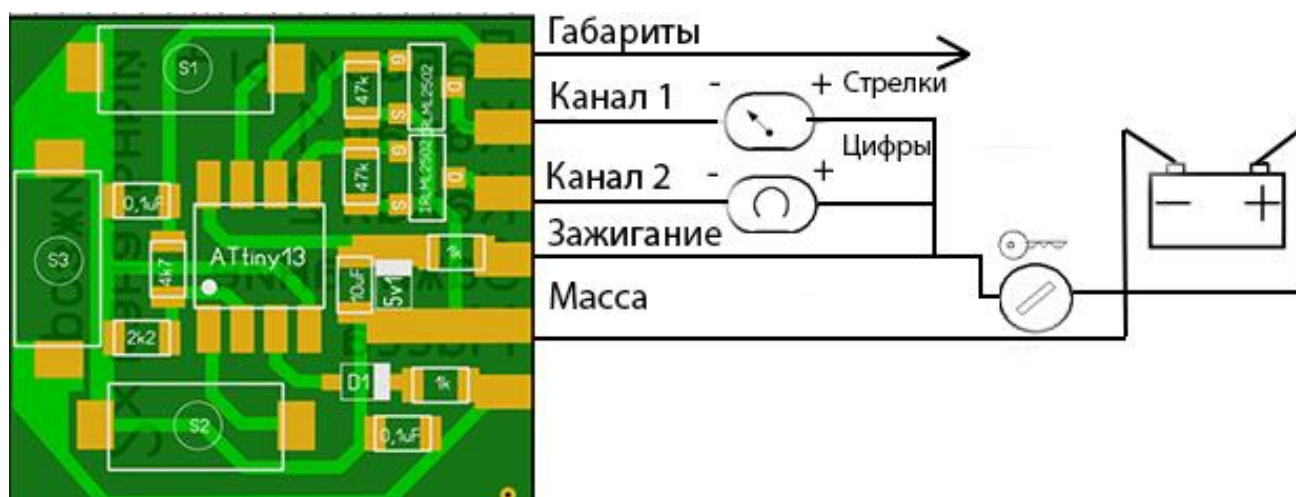 Габариты
Канал 1
- + Стрелки
Цифры
Канал 2
- +
Зажигание
Масса
S1
47k
G
S
D
IRLML2502
47k
G
S
D
IRLML2502
S3
0,1uF
4k7
ATtiny13
10uF
5v1
1k
2k2
D1
1k
S2
0,1uF
- +